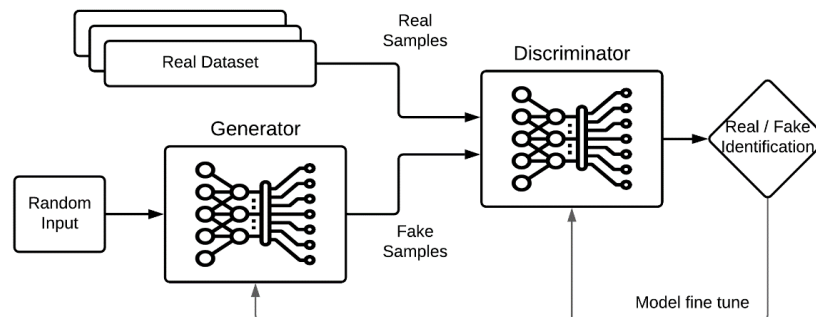 Real
Samples
Discriminator
Real Dataset
Generator
Real / Fake
Identification
Random
Input
Fake
Samples
Model fine tune